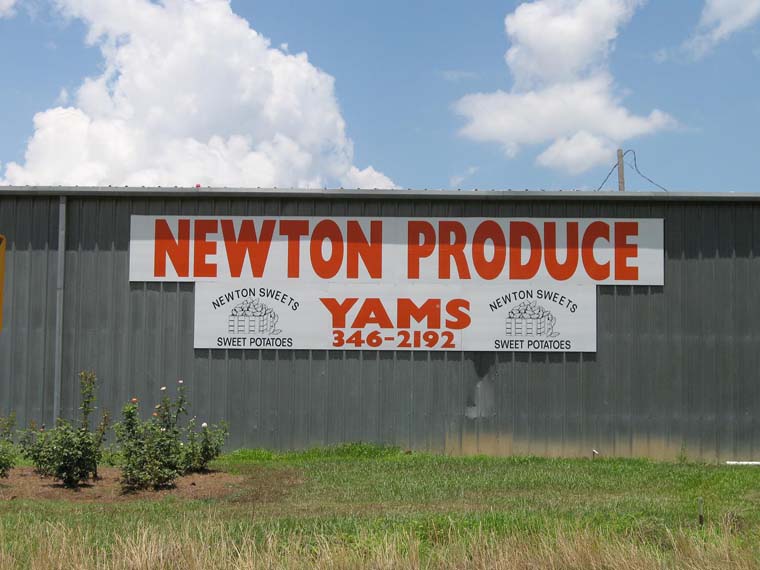 NEWTON PRODUCE
NEWTON SWEETS
SWEET POTATOES
YAMS
346-2192
NEWTON SWEETS
SWEET POTATOES